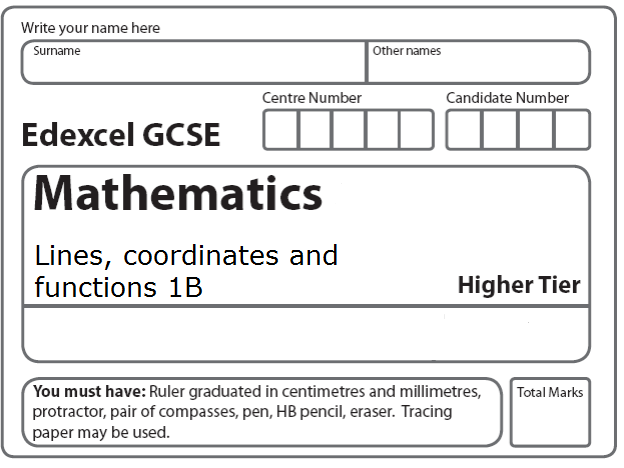 Write your name here
Surname
Other names
Centre Number
Candidate Number
Edexcel GCSE
Mathematics
Lines, coordinates and
functions 1B
Higher Tier
You must have: Ruler graduated in centimetres and millimetres,
protractor, pair of compasses, pen, HB pencil, eraser. Tracing
paper may be used.
Total Marks